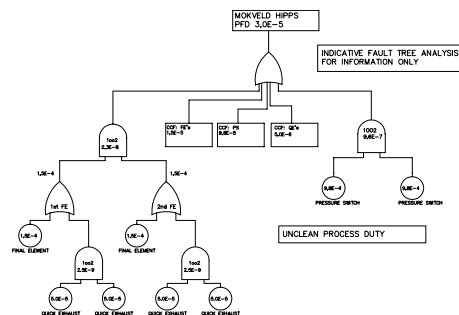 MOKVELD HIPPS
PFD 3,0E-5
INDICATIVE FAULT TREE ANALYSIS
FOR INFORMATION ONLY
CCF: FE's
1,5E-5
CCF: PS
CCF: QE's
5,0E-6
1oo2
2,3E-8
1OO2
9,6E-7
1,5E-4
1,5E-4
1st FE
2nd FE
9,8E-4
9,8E-4
PRESSURE SWITCH
PRESSURE SWITCH
1,5E-4
1,5E-4
FINAL ELEMENT
FINAL ELEMENT
UNCLEAN PROCESS DUTY
1oo2
2.5E-9
1oo2
2.5E-9
5.0E-5
5.0E-5
5.0E-5
5.0E-5
QUICK EXHAUST
QUICK EXHAUST
QUICK EXHAUST
QUICK EXHAUST